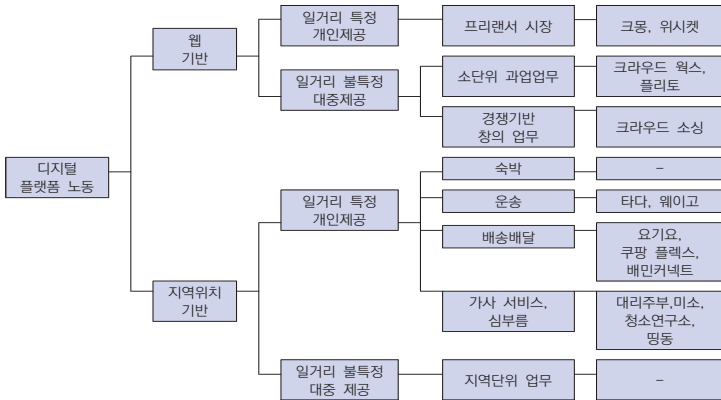 디지털
플랫폼 노동
웹
기반
일거리 특정
개인제공
프리랜서 시장
크몽, 위시켓
일거리 불특정
대중제공
소단위 과업업무
크라우드 웍스,
플리토
경쟁기반
창의 업무
크라우드 소싱
지역위치
기반
일거리 특정
개인제공
숙박
-
운송
타다, 웨이고
배송배달
요기요,
쿠팡 플렉스,
배민커넥트
가사 서비스,
심부름
대리주부,미소,
청소연구소,
띵동
일거리 불특정
대중 제공
지역단위 업무
-